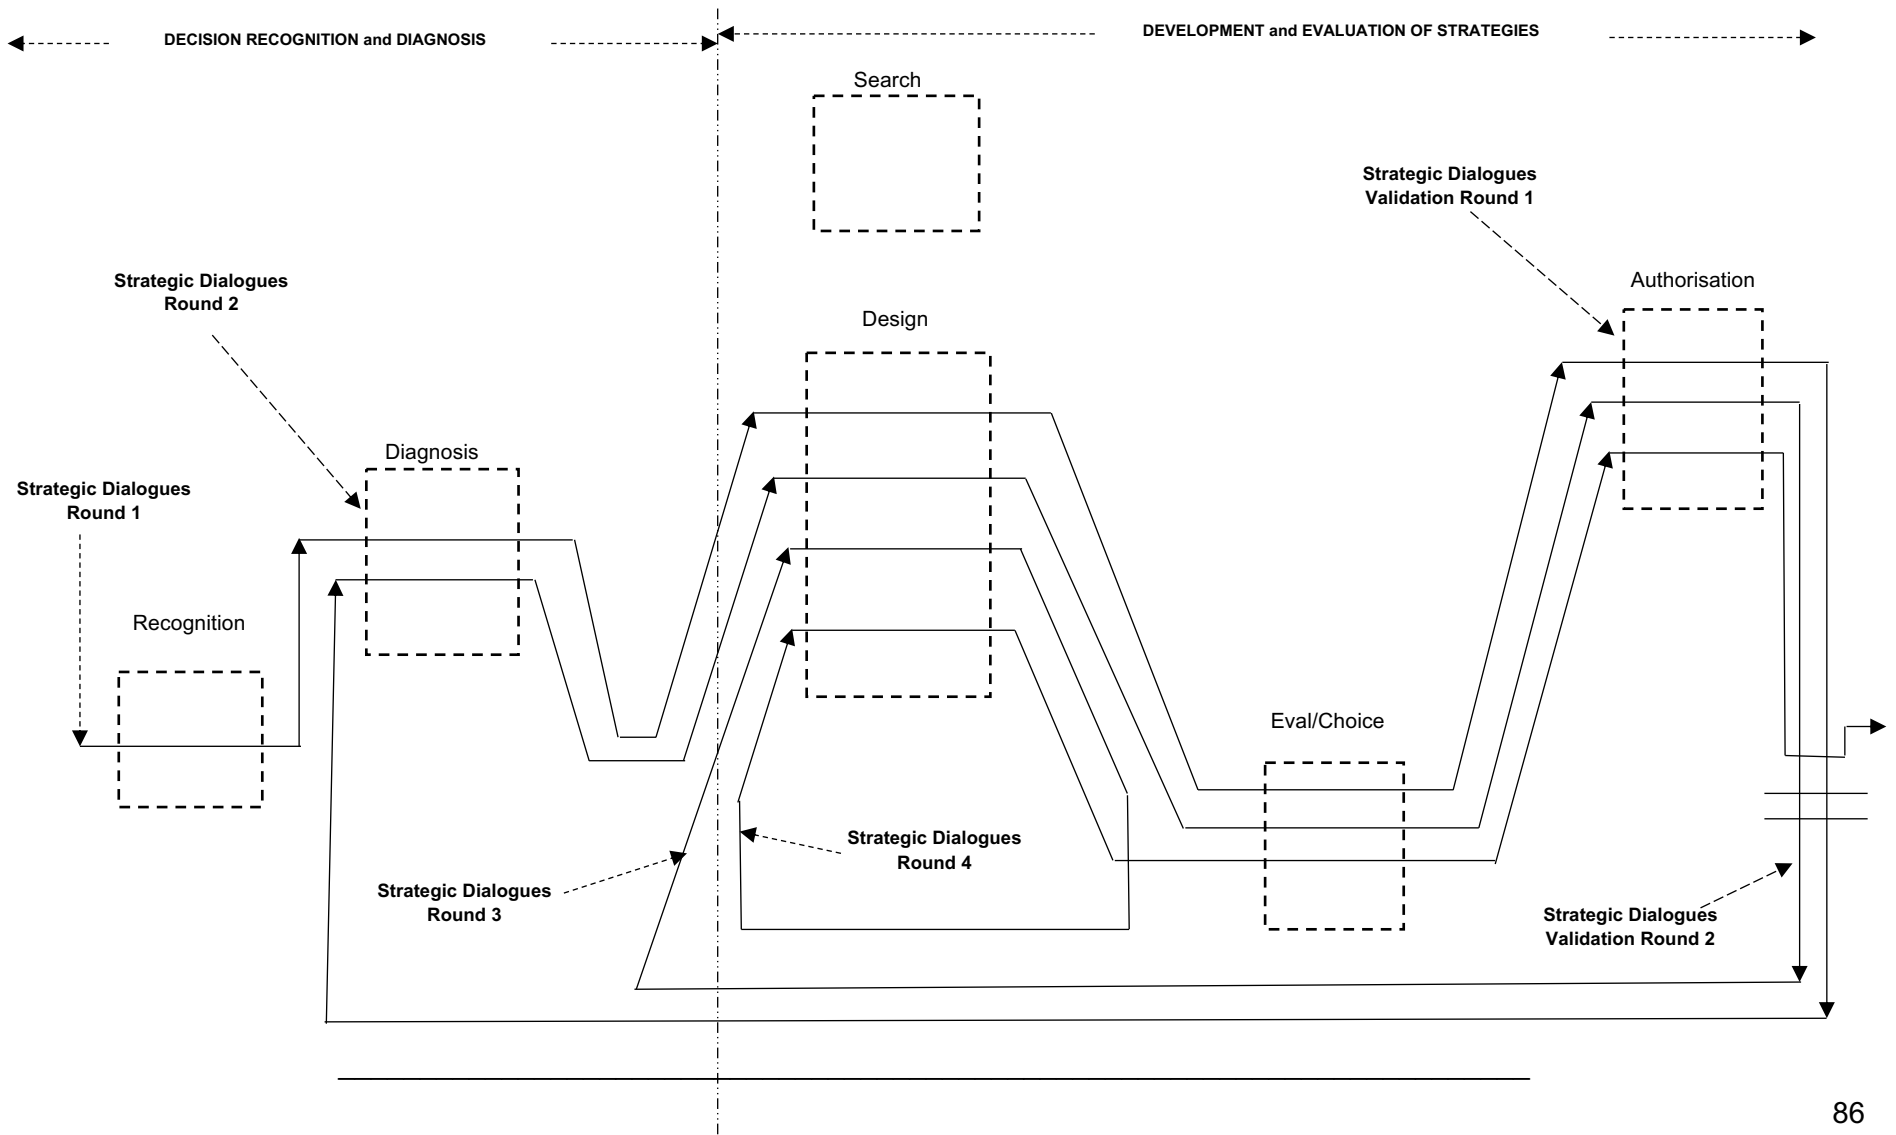 DECISION RECOGNITION and DIAGNOSIS
DEVELOPMENT and EVALUATION OF STRATEGIES
Search
Strategic Dialogues
Validation Round 1
Strategic Dialogues
Round 2
Authorisation
Design
Diagnosis
Strategic Dialogues
Round 1
Recognition
Eval/Choice
Strategic Dialogues
Round 4
Strategic Dialogues
Round 3
Strategic Dialogues
Validation Round 2
86